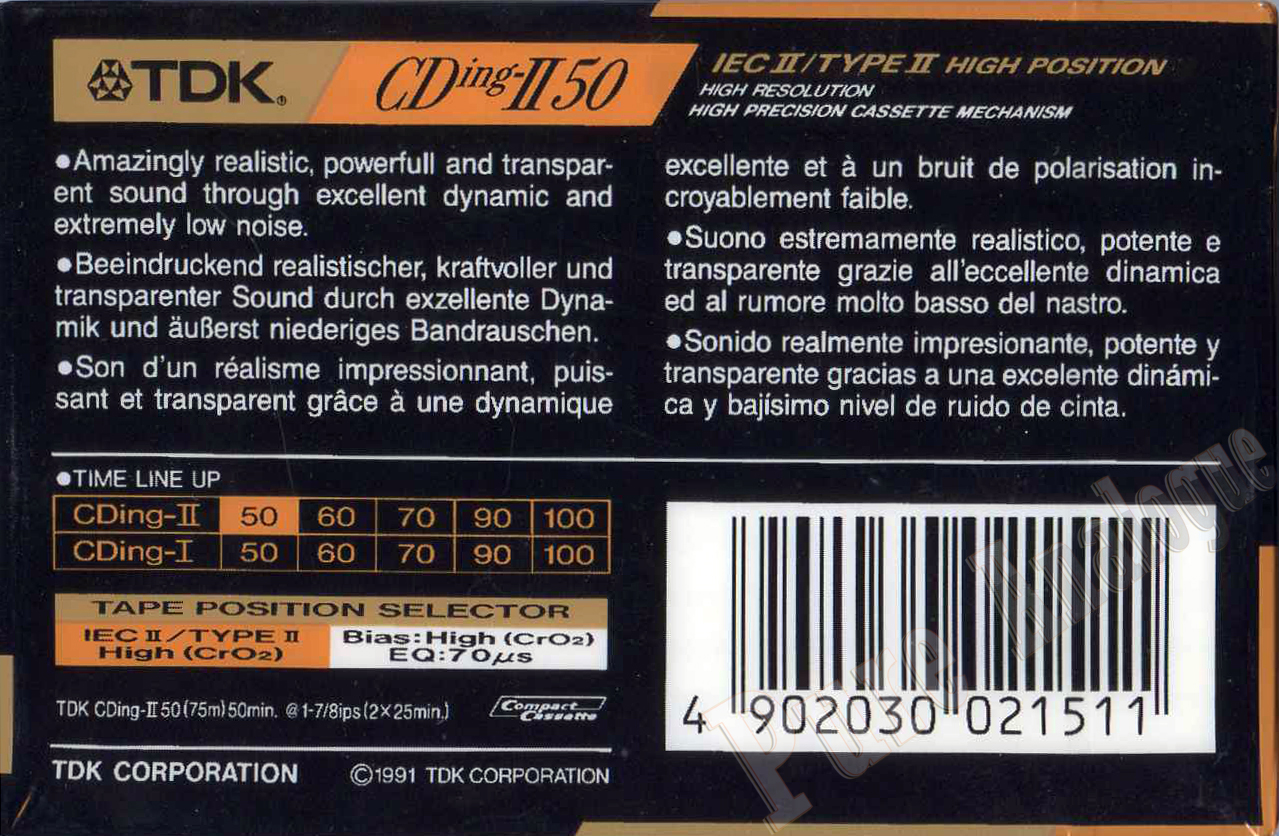 TDK
CDing-II 50
IEC II/TYPE II HIGH POSITION
HIGH RESOLUTION
HIGH PRECISION CASSETTE MECHANISM
●Amazingly realistic, powerfull and transpar-
ent sound through excellent dynamic and
extremely low noise.
●Beeindruckend realistischer, kraftvoller und
transparenter Sound durch exzellente Dyna-
mik und äußerst niederiges Bandrauschen.
●Son d'un réalisme impressionnant, puis-
sant et transparent grâce à une dynamique
excellente et à un bruit de polarisation in-
croyablement faible.
●Suono estremamente realistico, potente e
transparente grazie all'eccellente dinamica
ed al rumore molto basso del nastro.
●Sonido realmente impresionante, potente y
transparente gracias a una excelente dinámi-
ca y bajísimo nivel de ruido de cinta.
●TIME LINE UP
CDing-II 50 60 70 90 100
CDing-I 50 60 70 90 100
TAPE POSITION SELECTOR
IEC II/TYPE II
High (CrO2)
Bias:High (CrO2)
EQ:70μs
TDK CDing-II 50 (75m) 50min. @ 1-7/8ips (2×25min.)
Compact
Cassette
TDK CORPORATION
©1991 TDK CORPORATION
4 902030 021511
Pure Analogue